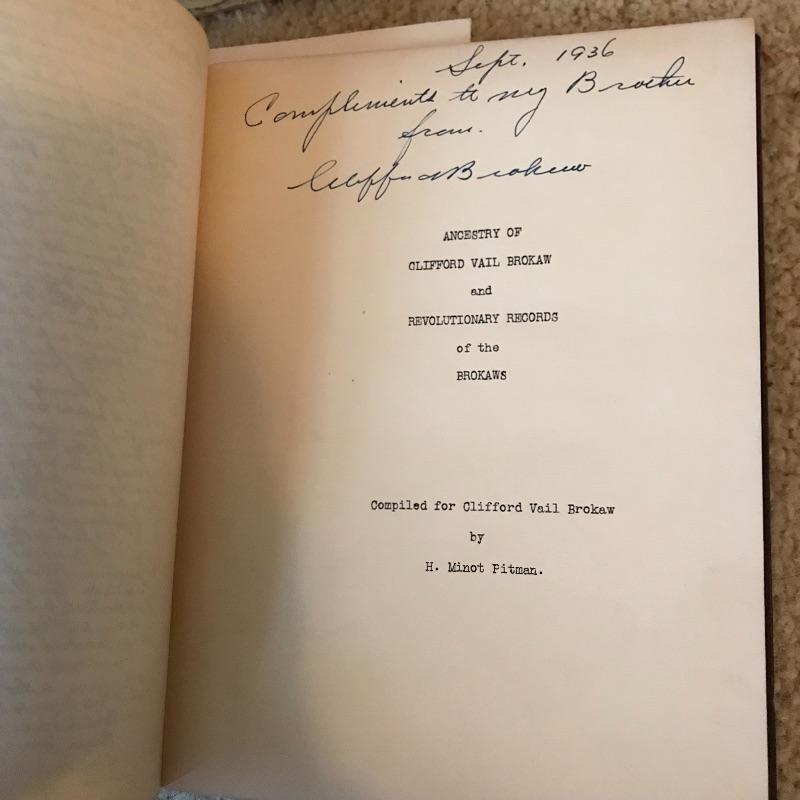 Sept. 1936
Compliments to my Brother
from.
Clifford Brokaw
ANCESTRY OF
CLIFFORD VAIL BROKAW
and
REVOLUTIONARY RECORDS
of the
BROKAWS
Compiled for Clifford Vail Brokaw
by
H. Minot Pitman.